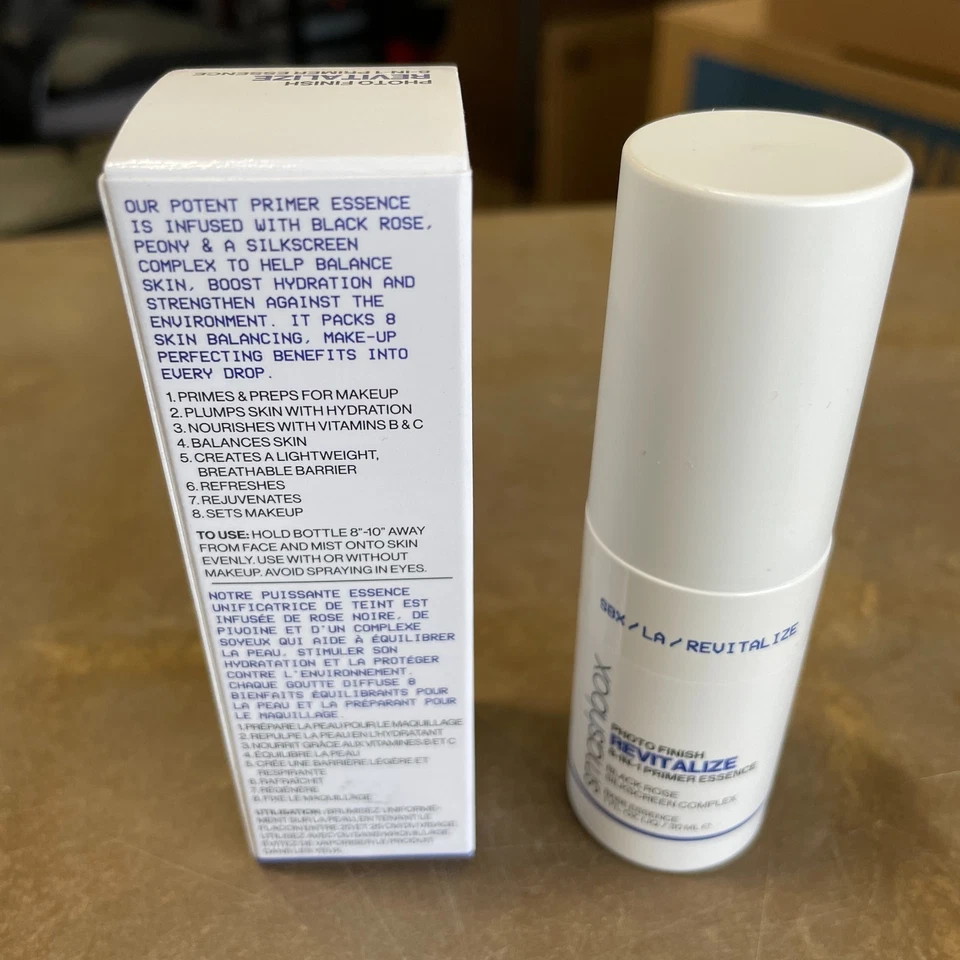 PHOTO FINISH
REVITALIZE
8-IN-1 PRIMER ESSENCE
OUR POTENT PRIMER ESSENCE
IS INFUSED WITH BLACK ROSE,
PEONY & A SILKSCREEN
COMPLEX TO HELP BALANCE
SKIN, BOOST HYDRATION AND
STRENGTHEN AGAINST THE
ENVIRONMENT. IT PACKS 8
SKIN BALANCING, MAKE-UP
PERFECTING BENEFITS INTO
EVERY DROP.
1. PRIMES & PREPS FOR MAKEUP
2. PLUMPS SKIN WITH HYDRATION
3. NOURISHES WITH VITAMINS B & C
4. BALANCES SKIN
5. CREATES A LIGHTWEIGHT,
BREATHABLE BARRIER
6. REFRESHES
7. REJUVENATES
8. SETS MAKEUP
TO USE: HOLD BOTTLE 8"-10" AWAY
FROM FACE AND MIST ONTO SKIN
EVENLY. USE WITH OR WITHOUT
MAKEUP. AVOID SPRAYING IN EYES.
NOTRE PUISSANTE ESSENCE
UNIFICATRICE DE TEINT EST
INFUSÉE DE ROSE NOIRE, DE
PIVOINE ET D'UN COMPLEXE
SOYEUX QUI AIDE À ÉQUILIBRER
LA PEAU, STIMULER SON
HYDRATATION ET LA PROTÉGER
CONTRE L'ENVIRONNEMENT.
CHAQUE GOUTTE DIFFUSE 8
BIENFAITS ÉQUILIBRANTS POUR
LA PEAU ET LA PRÉPARANT POUR
LE MAQUILLAGE.
1. PRÉPARE LA PEAU POUR LE MAQUILLAGE
2. REPULPE LA PEAU EN L'HYDRATANT
3. NOURRIT GRÂCE AUX VITAMINES B ET C
4. ÉQUILIBRE LA PEAU
5. CRÉE UNE BARRIÈRE LÉGÈRE ET
RESPIRANTE
6. RAFRAÎCHIT
7. RÉGÉNÈRE
8. FIXE LE MAQUILLAGE
UTILISATION :
SBX/LA/REVITALIZE
smashbox
PHOTO FINISH
REVITALIZE
8-IN-1 PRIMER ESSENCE
BLACK ROSE
SILKSCREEN COMPLEX